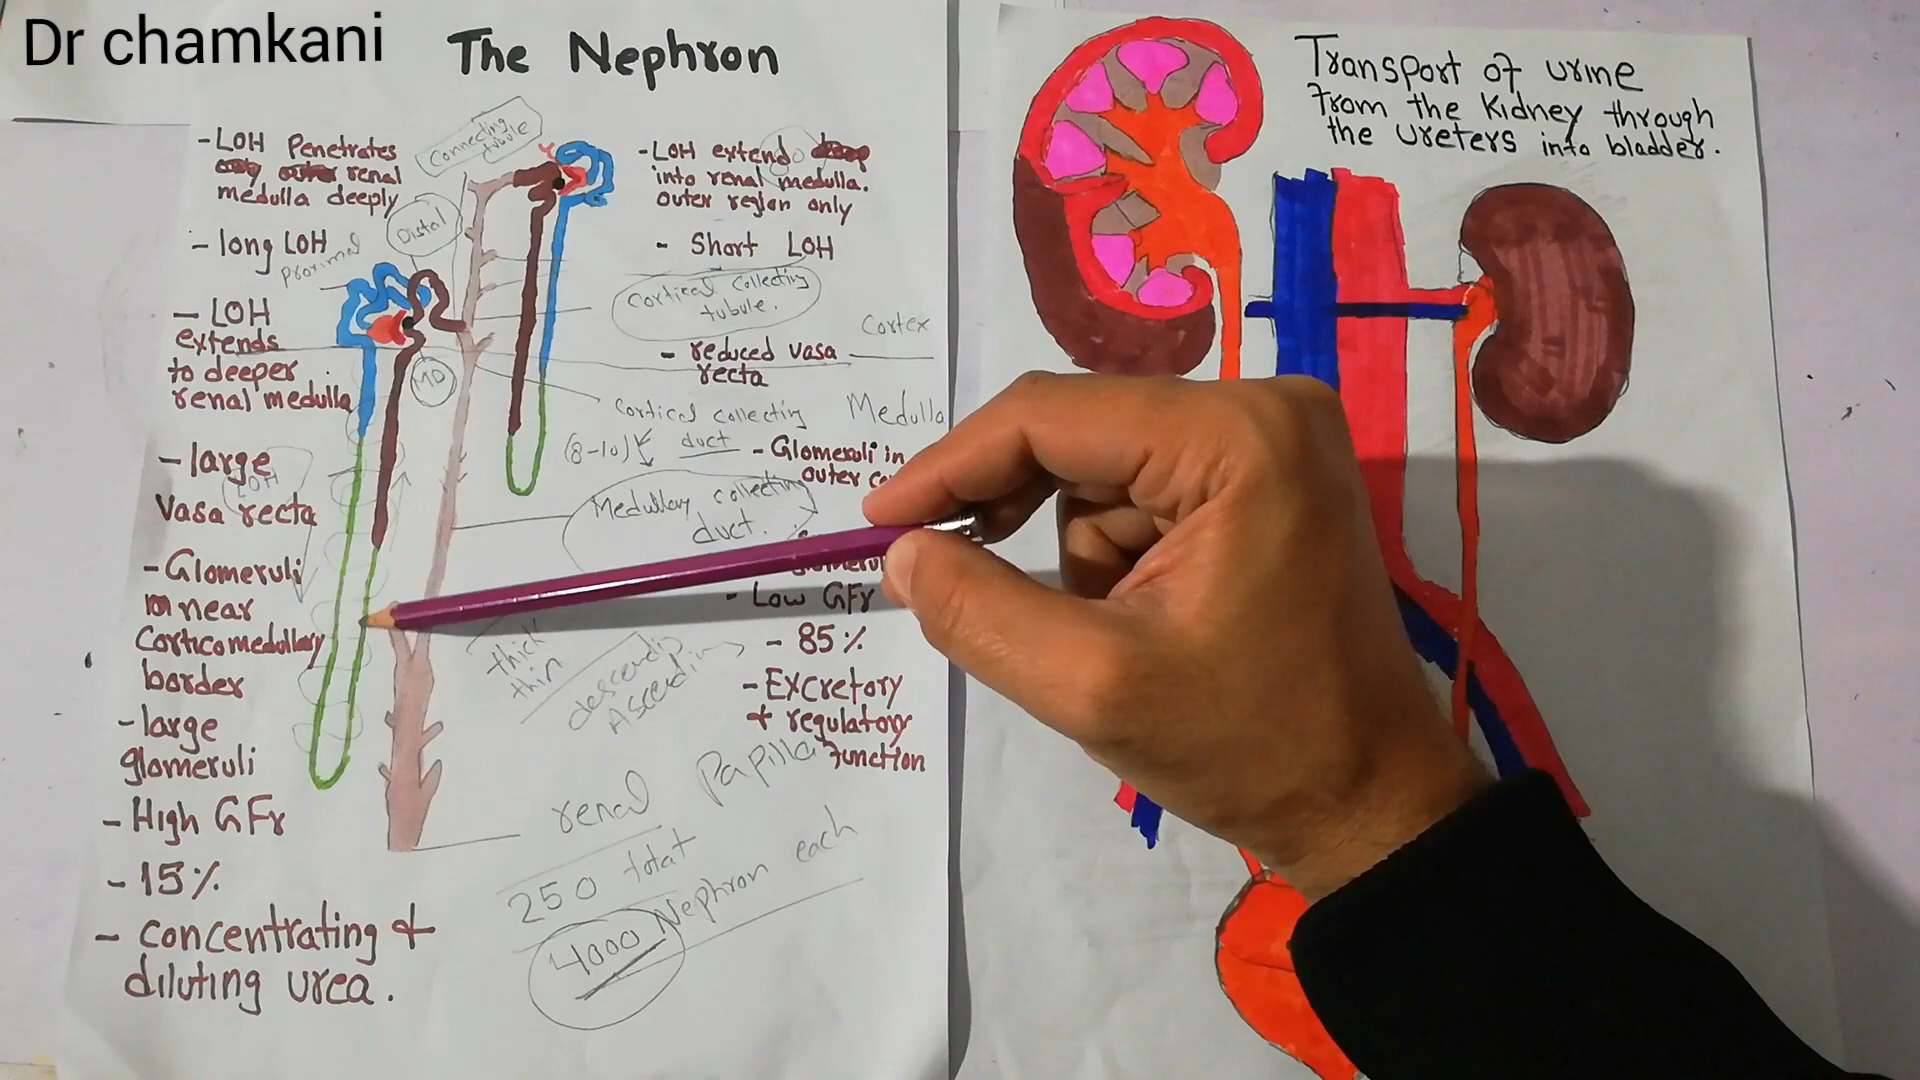 Dr chamkani
The Nephron
- LOH Penetrates
renal
medulla deeply
- long LOH
Proximal
- LOH
extends
to deeper
renal medulla
- large
LOH
Vasa recta
- Glomeruli
near
Corticomedullary
border
- large
glomeruli
- High GFr
- 15%
- concentrating &
diluting urea.
Connecting
tubule
Distal
MD
- LOH extend
into renal medulla.
outer region only
- Short LOH
Cortical Collecting
tubule.
Cortex
- reduced vasa
recta
Cortical collecting
duct
(8-10)
Medulla
- Glomeruli in
outer
Medullary collecting
duct.
- Low GFr
- 85%
- Excretory
& regulatory
function
thick
thin
descending
Ascending
renal Papilla
250 total
4000 Nephron each
Transport of urine
from the Kidney through
the ureters into bladder.